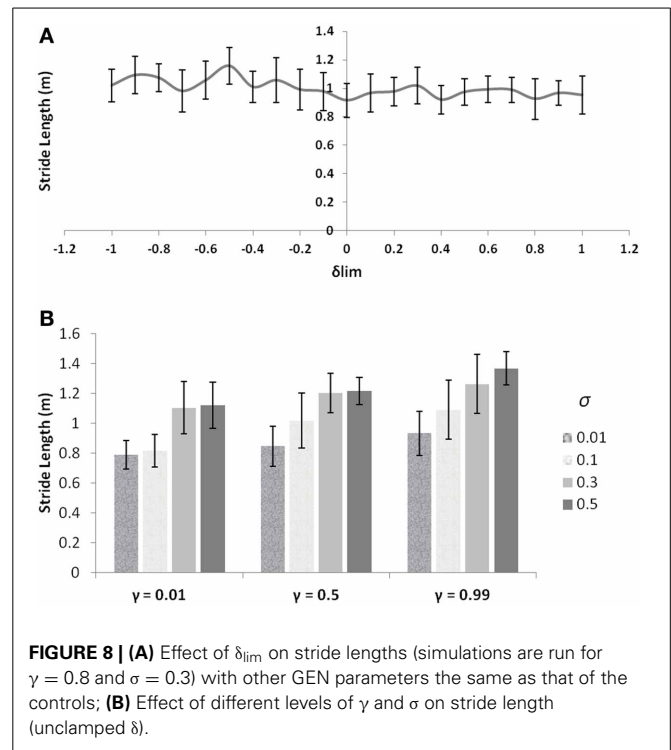 A
Stride Length (m)
1.4
1.2
1
0.8
0.6
0.4
0.2
0
-1.2 -1 -0.8 -0.6 -0.4 -0.2 0 0.2 0.4 0.6 0.8 1 1.2
δlim
B
Stride Length (m)
1.6
1.4
1.2
1
0.8
0.6
0.4
0.2
0
γ = 0.01 γ = 0.5 γ = 0.99
σ
0.01
0.1
0.3
0.5
FIGURE 8 | (A) Effect of δlim on stride lengths (simulations are run for
γ = 0.8 and σ = 0.3) with other GEN parameters the same as that of the
controls; (B) Effect of different levels of γ and σ on stride length
(unclamped δ).